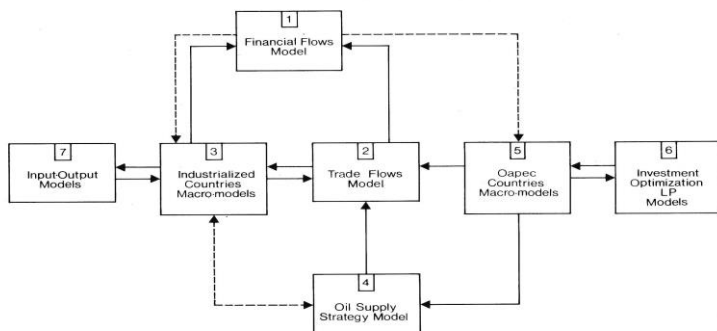 1
Financial Flows
Model
7
Input-Output
Models
3
Industrialized
Countries
Macro-models
2
Trade Flows
Model
5
Oapec
Countries
Macro-models
6
Investment
Optimization
LP
Models
4
Oil Supply
Strategy Model